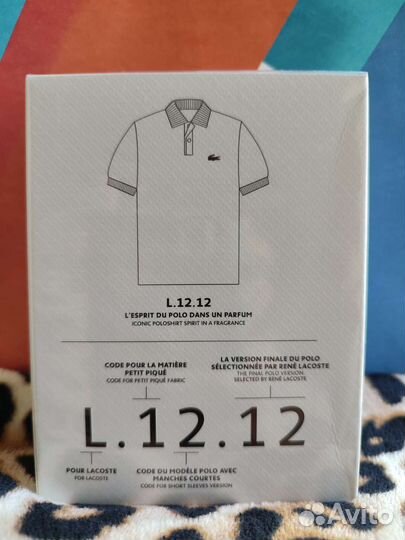 L.12.12
L'ESPRIT DU POLO DANS UN PARFUM
ICONIC POLOSHIRT SPIRIT IN A FRAGRANCE
CODE POUR LA MATIÈRE
PETIT PIQUÉ
CODE FOR PETIT PIQUÉ FABRIC
LA VERSION FINALE DU POLO
SÉLECTIONNÉE PAR RENÉ LACOSTE
THE FINAL POLO VERSION
SELECTED BY RENÉ LACOSTE
L.12.12
POUR LACOSTE
FOR LACOSTE
CODE DU MODÈLE POLO AVEC
MANCHES COURTES
CODE FOR SHORT SLEEVES VERSION
Avito